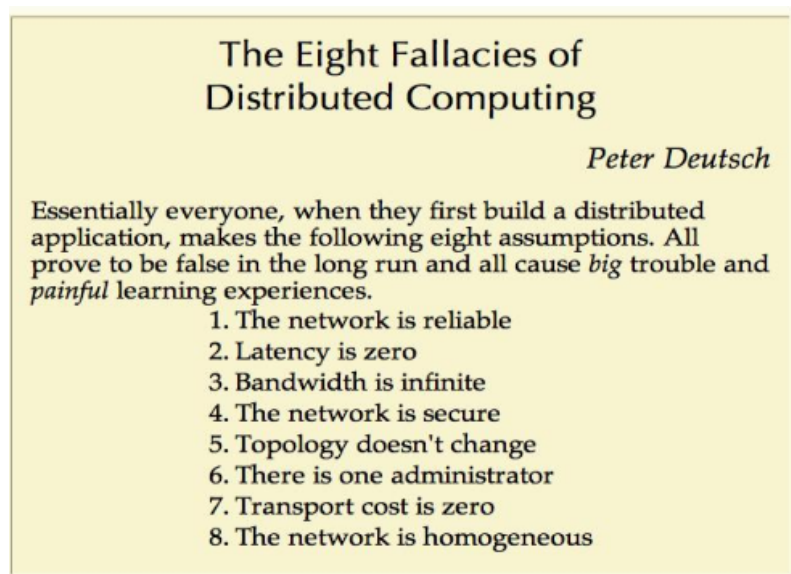 The Eight Fallacies of
Distributed Computing
Peter Deutsch
Essentially everyone, when they first build a distributed
application, makes the following eight assumptions. All
prove to be false in the long run and all cause big trouble and
painful learning experiences.
1. The network is reliable
2. Latency is zero
3. Bandwidth is infinite
4. The network is secure
5. Topology doesn't change
6. There is one administrator
7. Transport cost is zero
8. The network is homogeneous